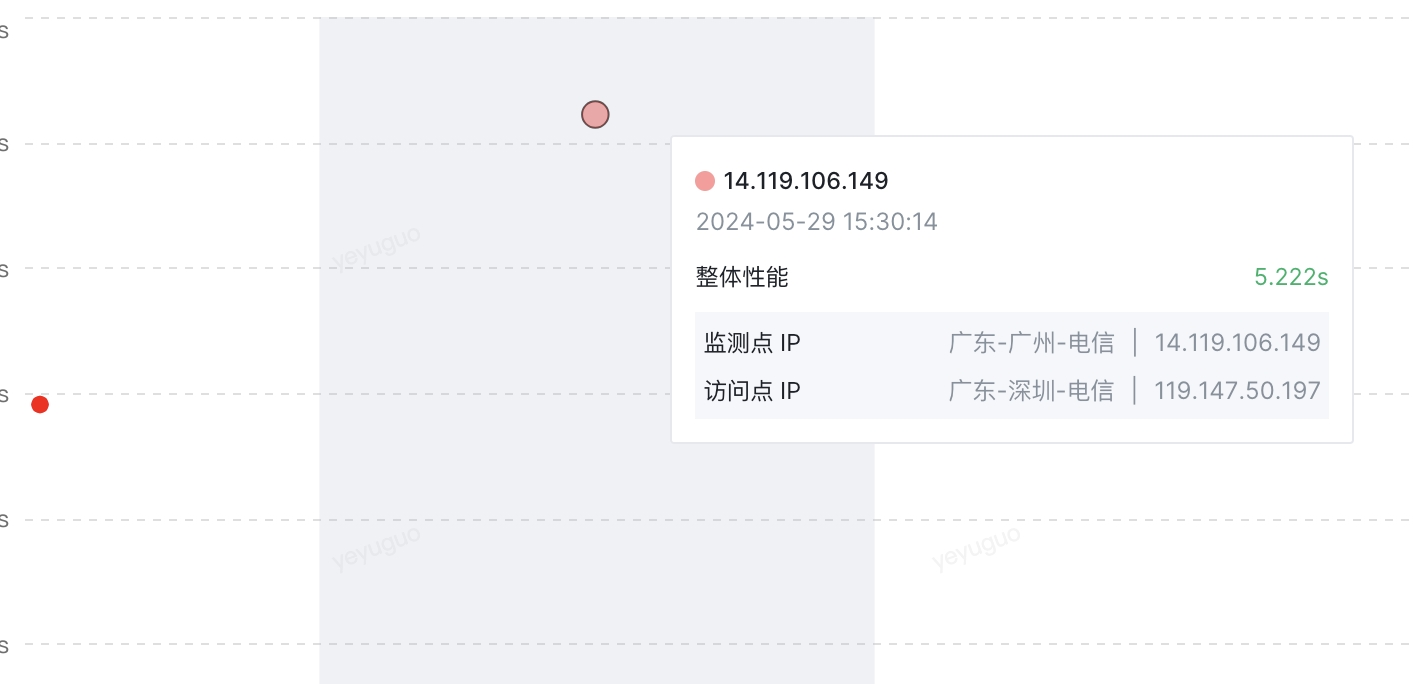 s
s
14.119.106.149
2024-05-29 15:30:14
yeyuguo
s
整体性能 5.222s
监测点 IP 广东-广州-电信 | 14.119.106.149
s
访问点 IP 广东-深圳-电信 | 119.147.50.197
s
yeyuguo yeyuguo
s